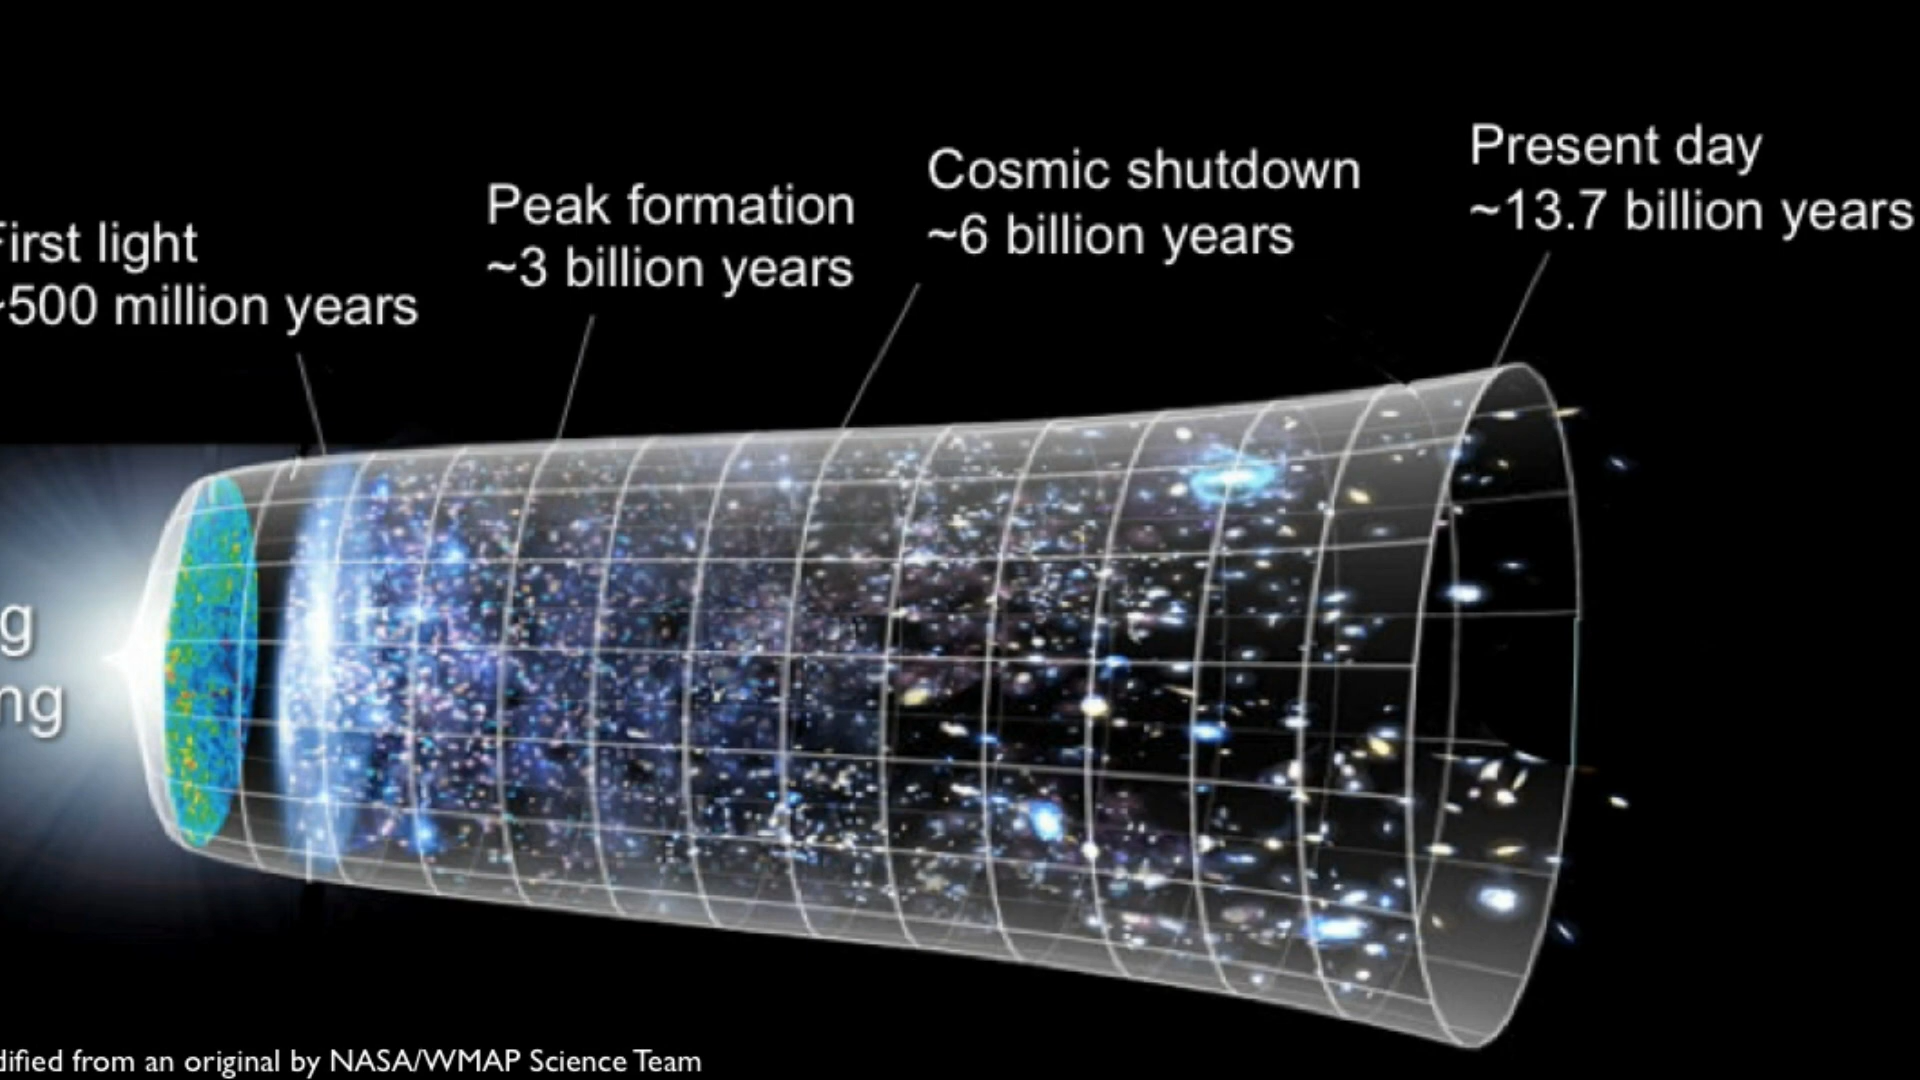 First light
~500 million years
Peak formation
~3 billion years
Cosmic shutdown
~6 billion years
Present day
~13.7 billion years
g
ng
dified from an original by NASA/WMAP Science Team